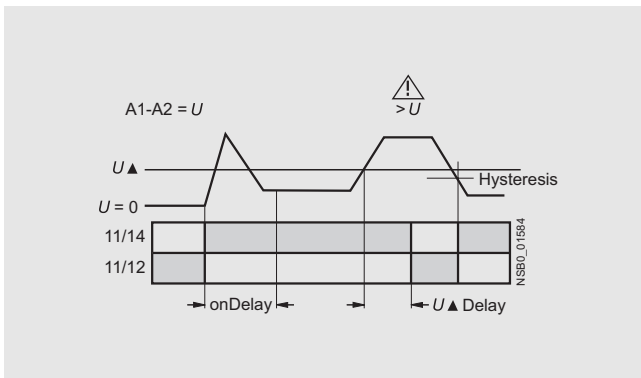 A1-A2 = U
> U
U▲
Hysteresis
U = 0
11/14
11/12
NSB0_01584
onDelay
U▲ Delay